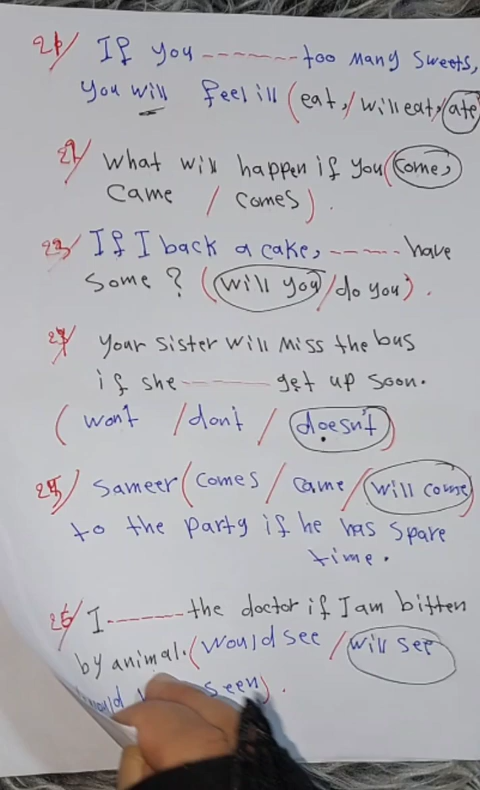 21/ If you ------- too many sweets,
you will feel ill (eat, / will eat, / ate
22/ What will happen if you (come,
came / comes).
23/ If I back a cake, ------ have
some? (will you / do you).
24/ your sister will miss the bus
if she ------- get up soon.
(won't / don't / doesn't)
25/ Sameer (comes / came / will come
to the party if he has spare
time.
26/ I ------- the doctor if I am bitten
by animal. (would see / will see
would seen).